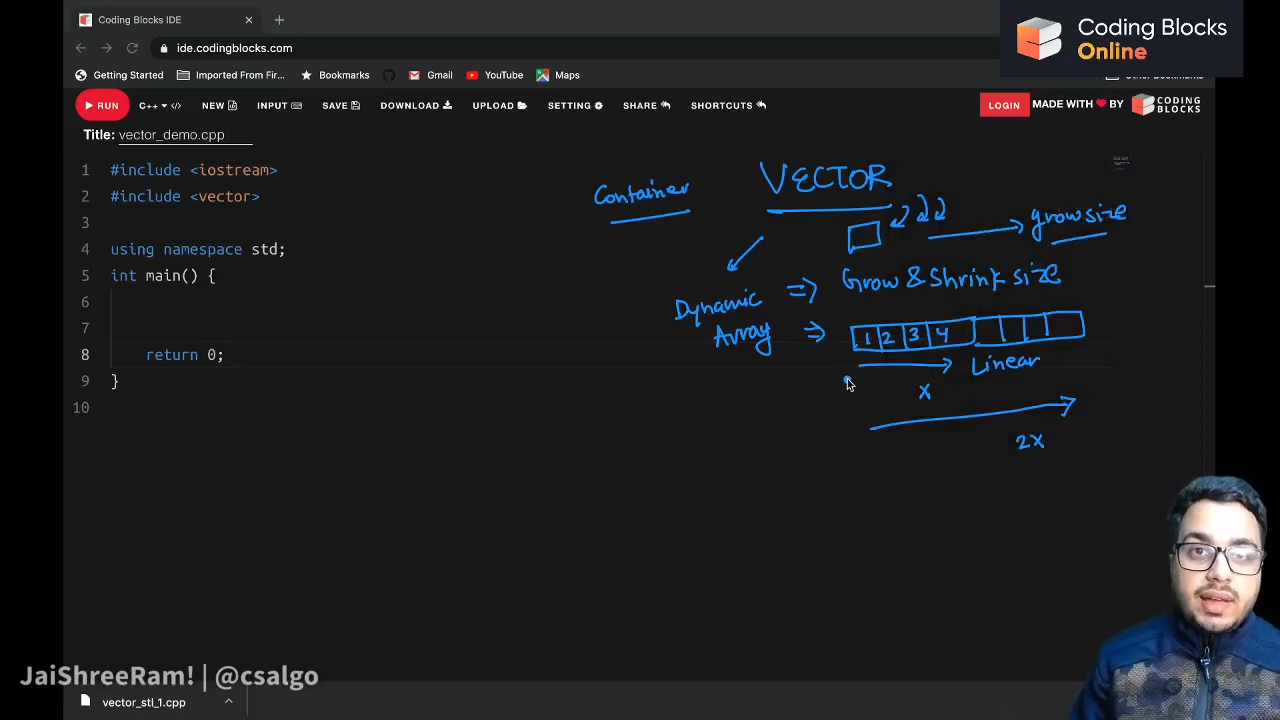 Coding Blocks IDE
Coding Blocks
Online
ide.codingblocks.com
Getting Started
Imported From Fir...
Bookmarks
Gmail
YouTube
Maps
Other Bookmarks
RUN
C++
NEW
INPUT
SAVE
DOWNLOAD
UPLOAD
SETTING
SHARE
SHORTCUTS
LOGIN
MADE WITH BY
CODING
BLOCKS
Title: vector_demo.cpp
1 #include <iostream>
2 #include <vector>
3
4 using namespace std;
5 int main() {
6
7
8 return 0;
9 }
10
Container
VECTOR
grow size
Grow & Shrink size
Dynamic
Array
1 2 3 4
Linear
x
2x
JaiShreeRam! | @csalgo
vector_stl_1.cpp